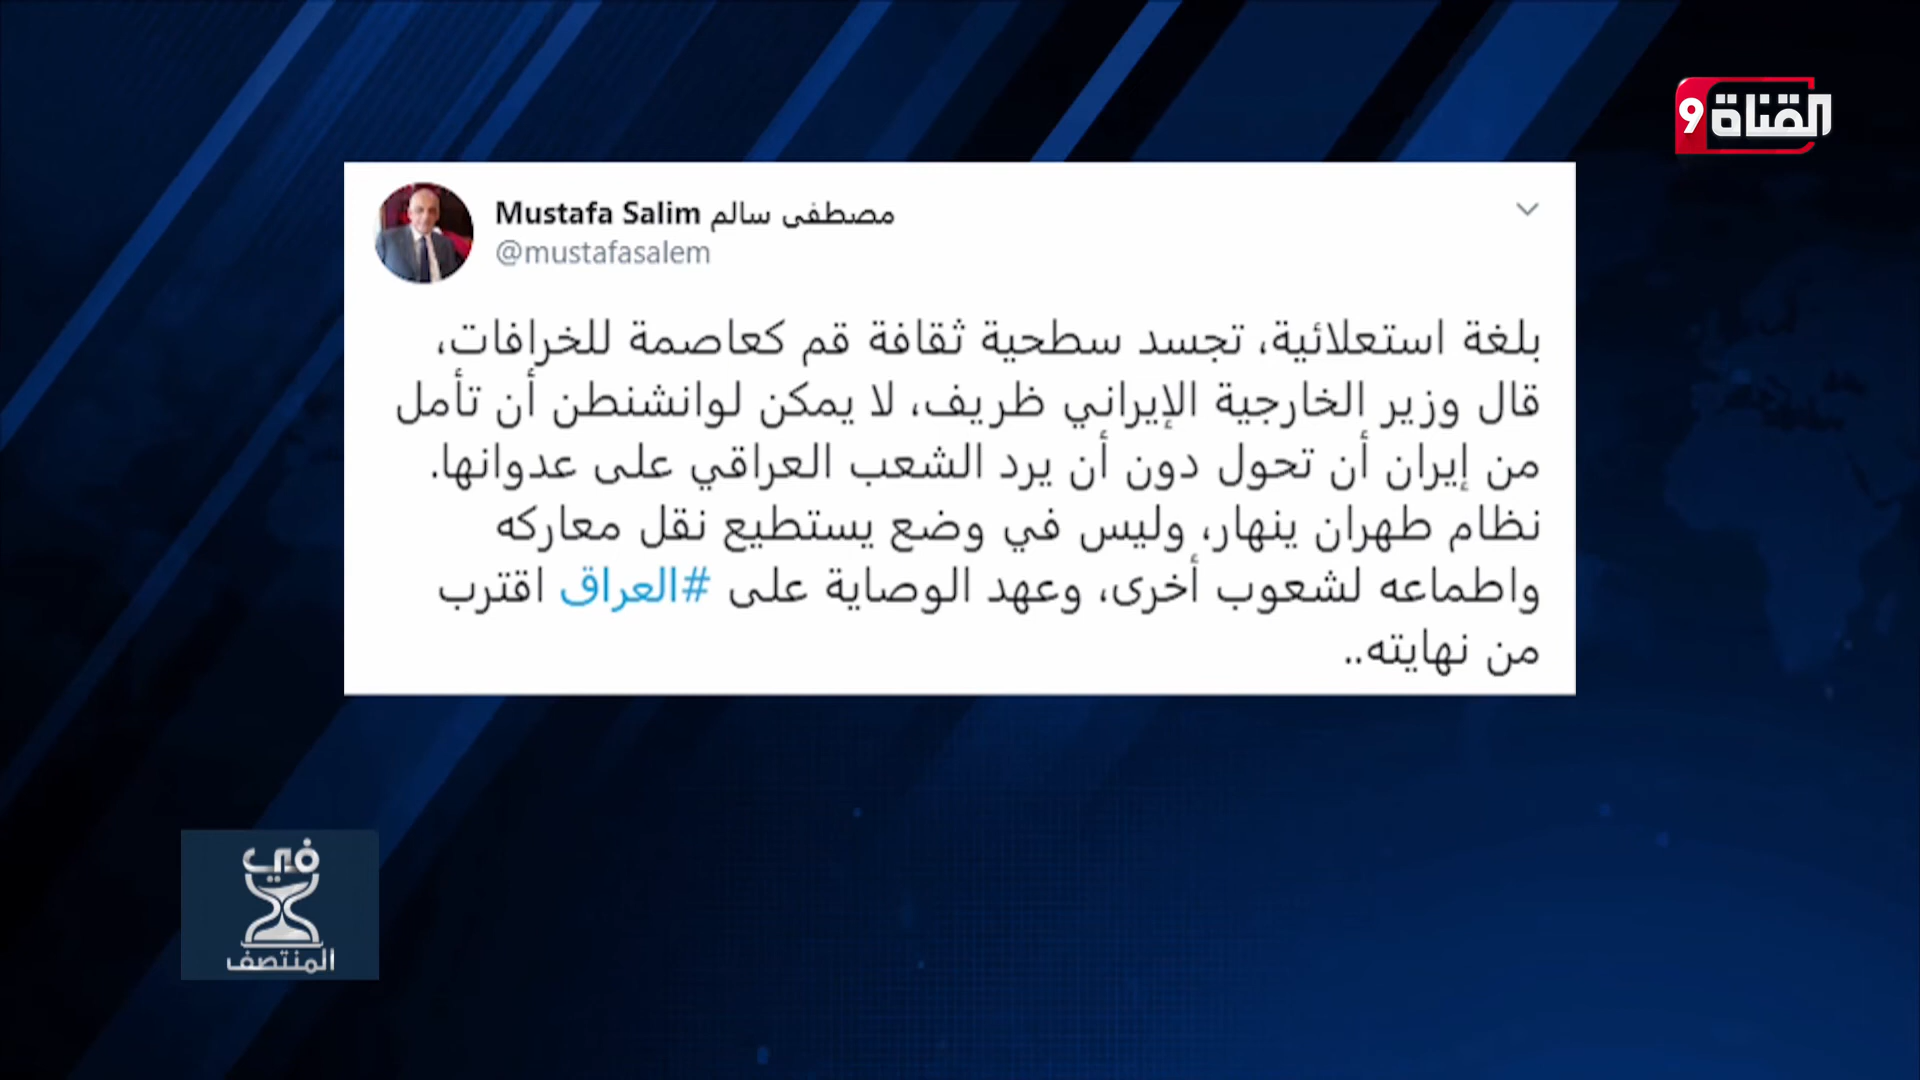 القناة 9
Mustafa Salim مصطفى سالم
@mustafasalem
بلغة استعلائية، تجسد سطحية ثقافة قم كعاصمة للخرافات،
قال وزير الخارجية الإيراني ظريف، لا يمكن لوانشنطن أن تأمل
من إيران أن تحول دون أن يرد الشعب العراقي على عدوانها.
نظام طهران ينهار، وليس في وضع يستطيع نقل معاركه
واطماعه لشعوب أخرى، وعهد الوصاية على #العراق اقترب
من نهايته..
في
المنتصف